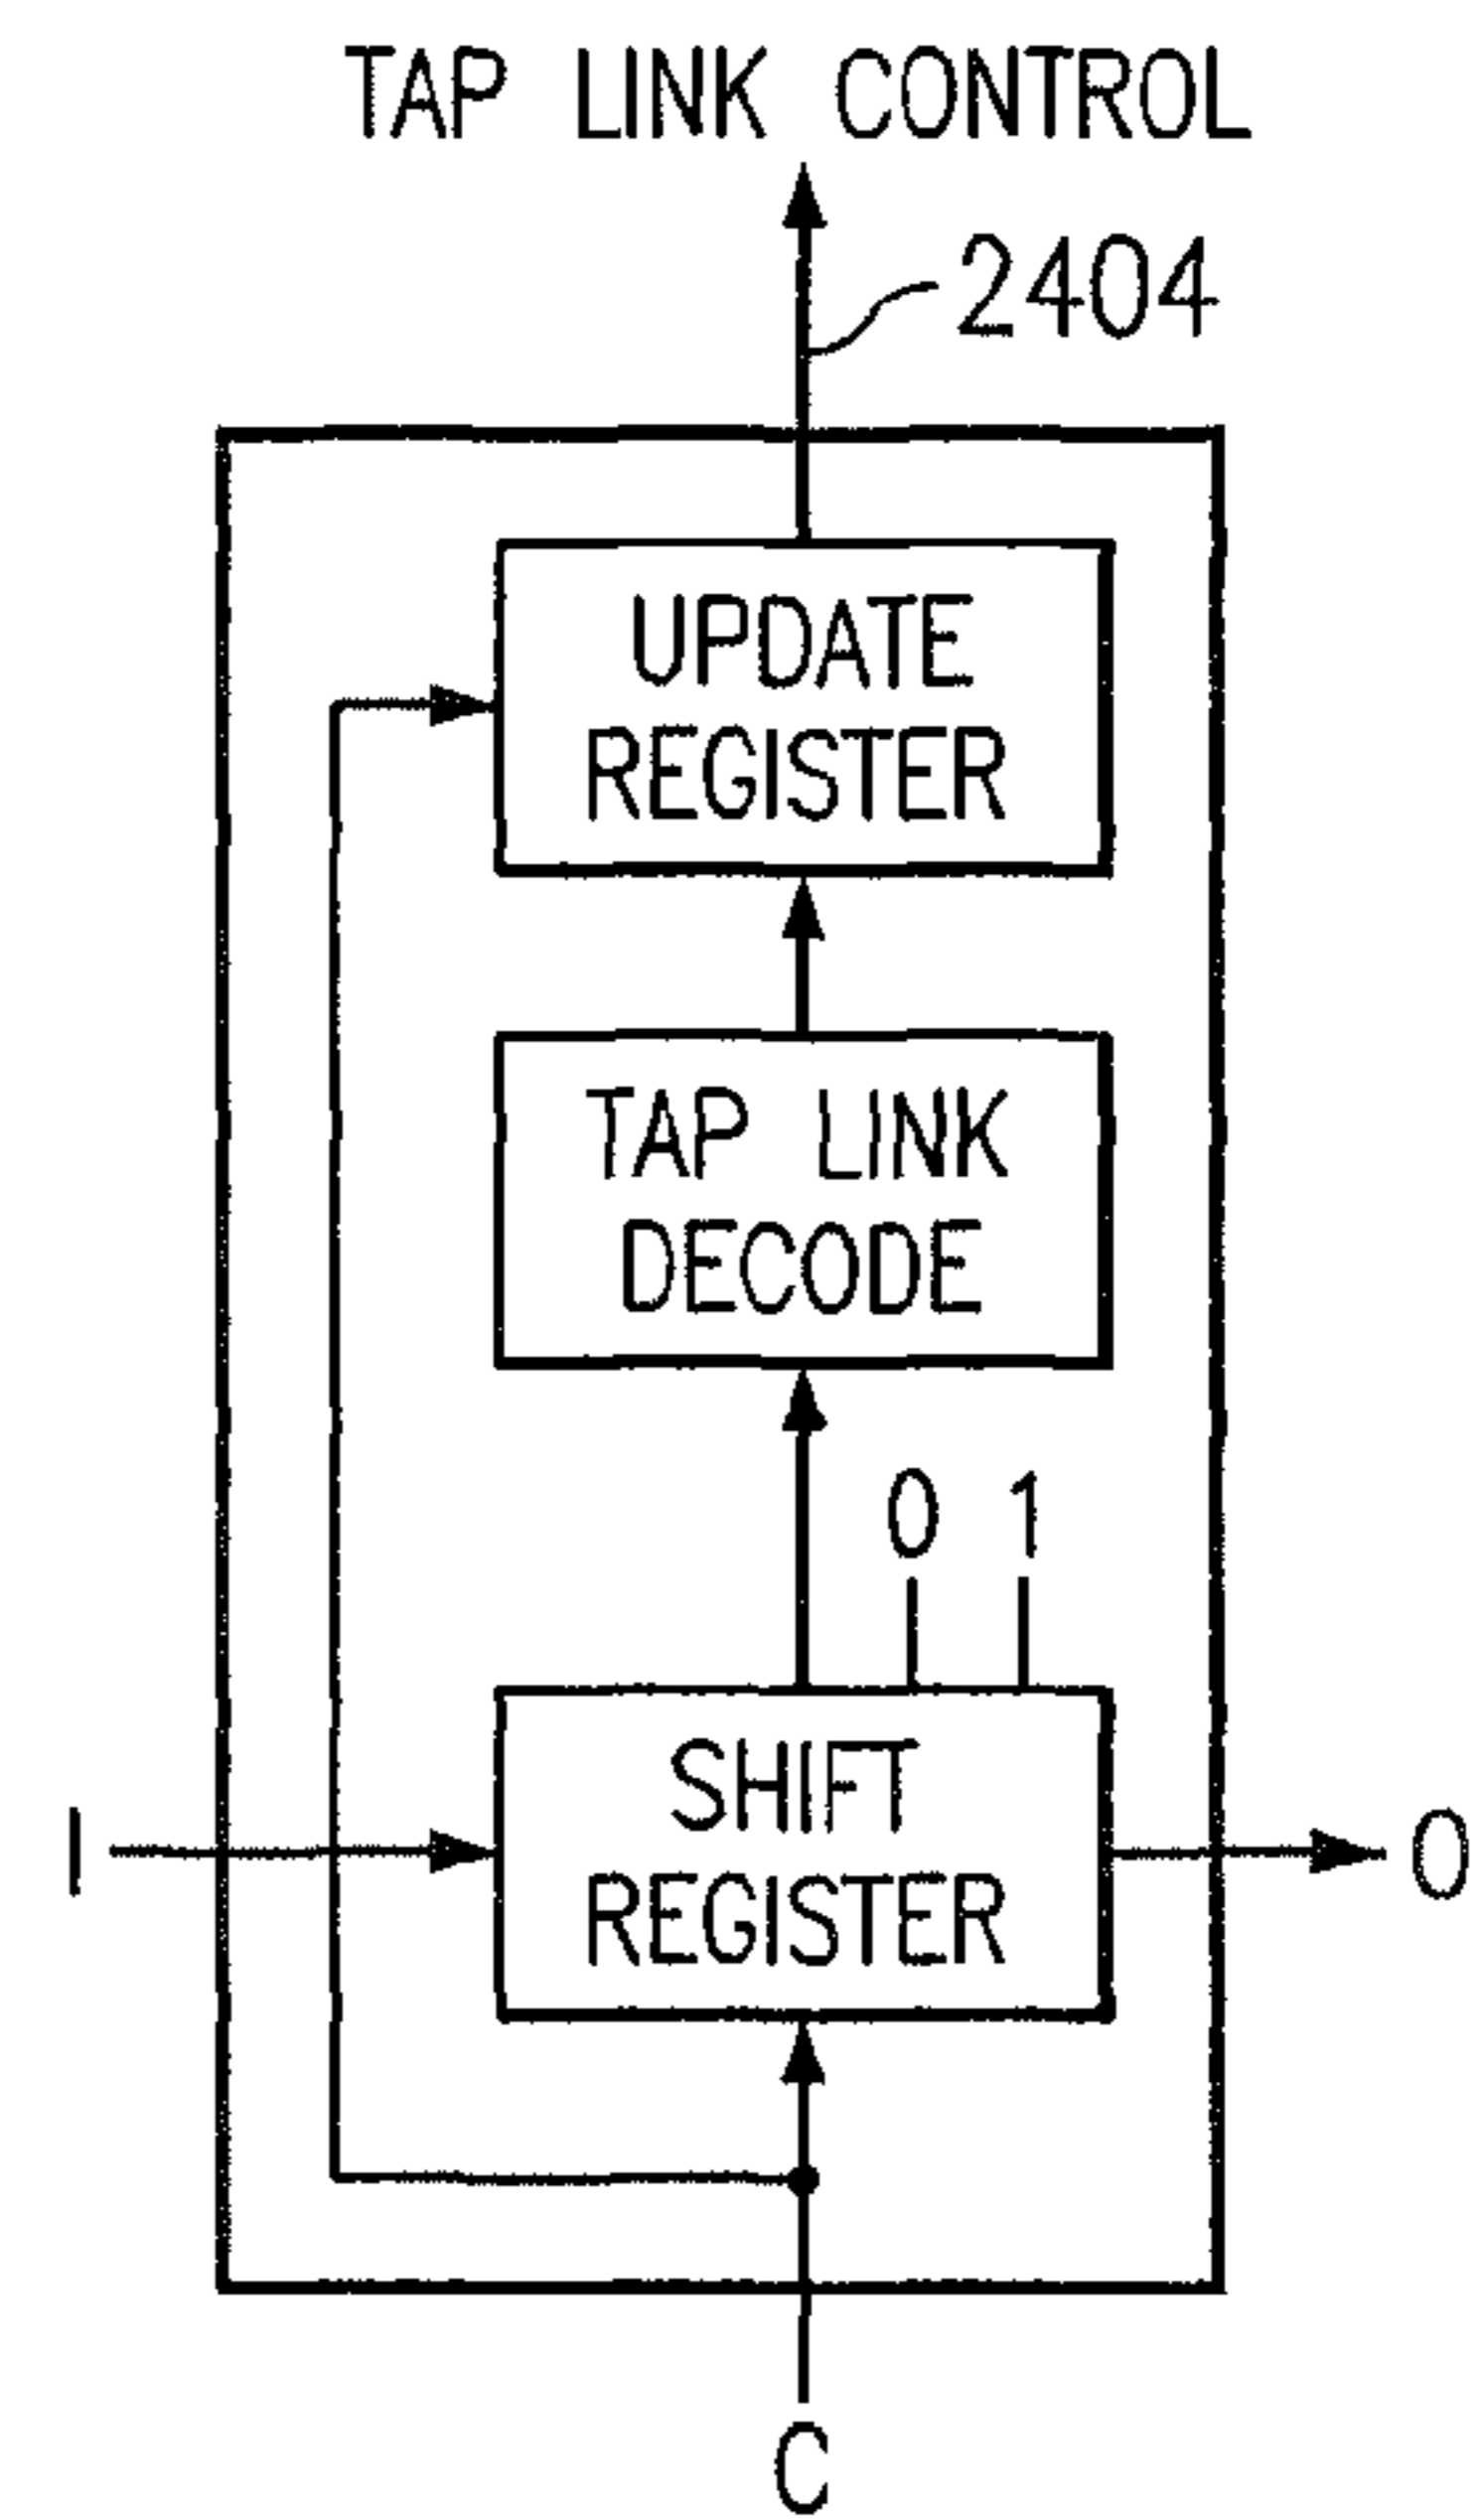 TAP LINK CONTROL
2404
UPDATE
REGISTER
TAP LINK
DECODE
0 1
SHIFT
REGISTER
I
O
C